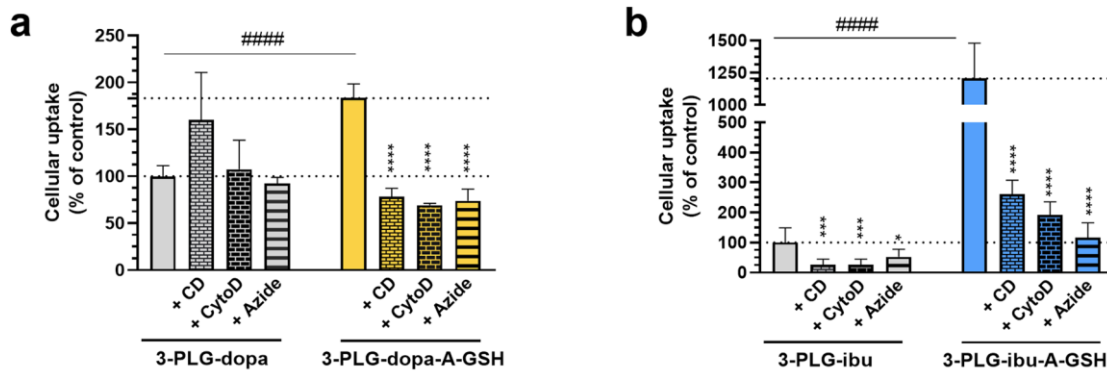 a
####
Cellular uptake
(% of control)
250
200
150
100
50
0
****
****
****
+ CD
+ CytoD
+ Azide
+ CD
+ CytoD
+ Azide
3-PLG-dopa
3-PLG-dopa-A-GSH
b
####
Cellular uptake
(% of control)
1500
1250
1000
500
400
300
200
100
0
***
***
*
****
****
****
+ CD
+ CytoD
+ Azide
+ CD
+ CytoD
+ Azide
3-PLG-ibu
3-PLG-ibu-A-GSH